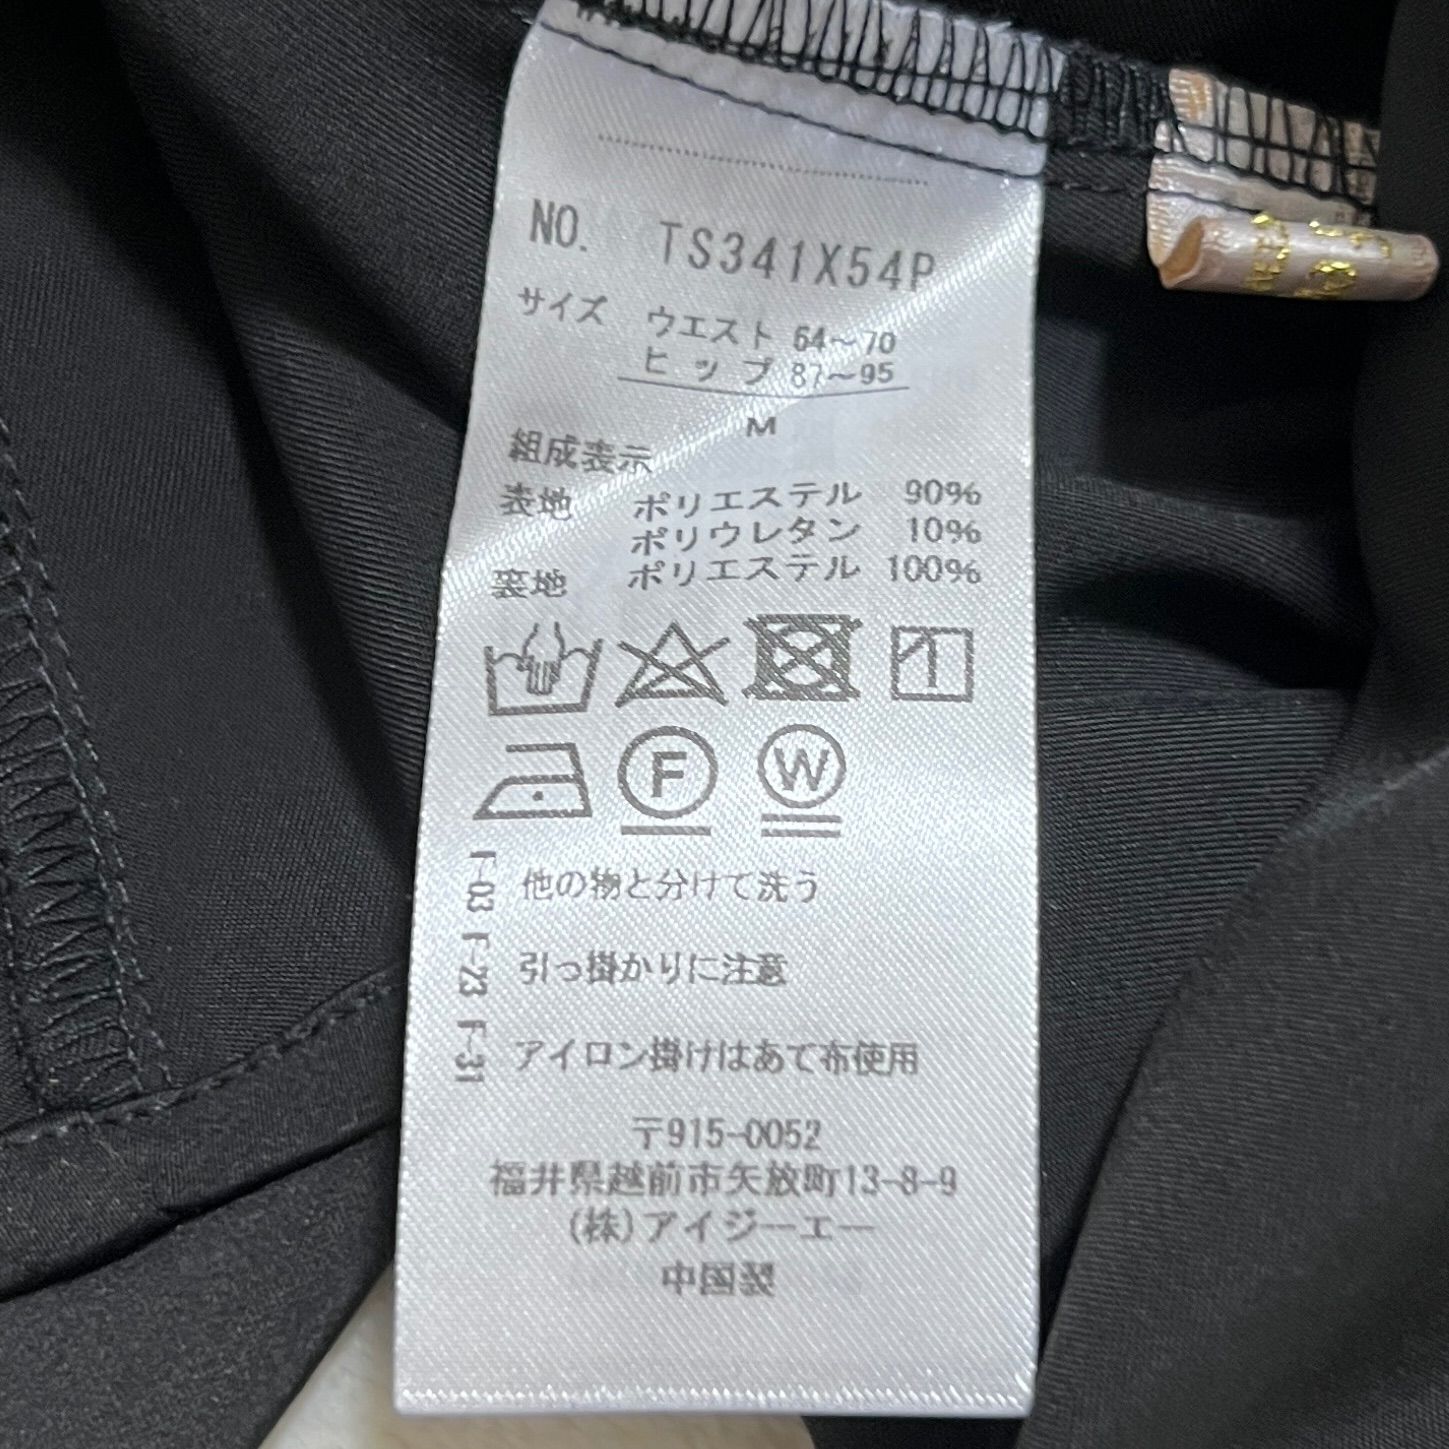 NO. TS341X54P
サイズ ウエスト 64～70
ヒップ 87～95
M
組成表示
表地 ポリエステル 90%
ポリウレタン 10%
裏地 ポリエステル 100%
F W
F-03 他の物と分けて洗う
F-23 引っ掛かりに注意
F-31 アイロン掛けはあて布使用
〒915-0052
福井県越前市矢放町13-8-9
(株)アイジーエー
中国製